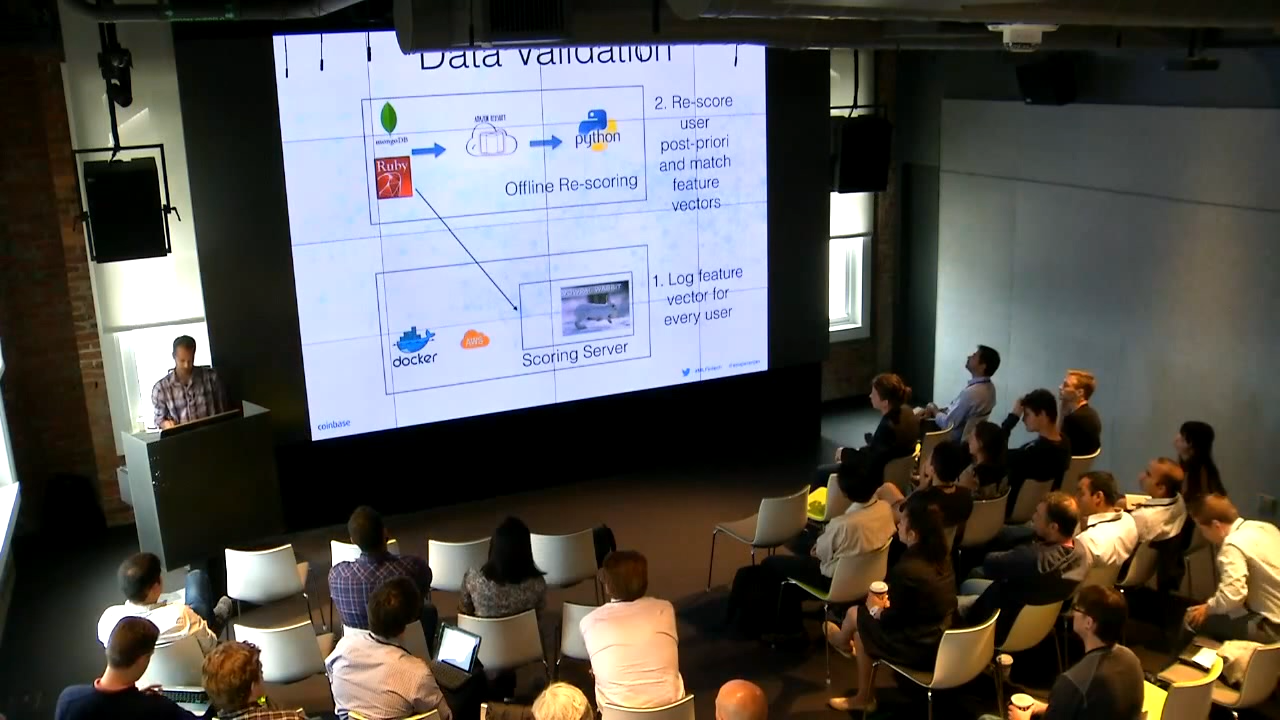 Data Validation
mongoDB
Ruby
python
Offline Re-scoring
2. Re-score
user
post-priori
and match
feature
vectors
1. Log feature
vector for
every user
docker
AWS
Scoring Server
coinbase